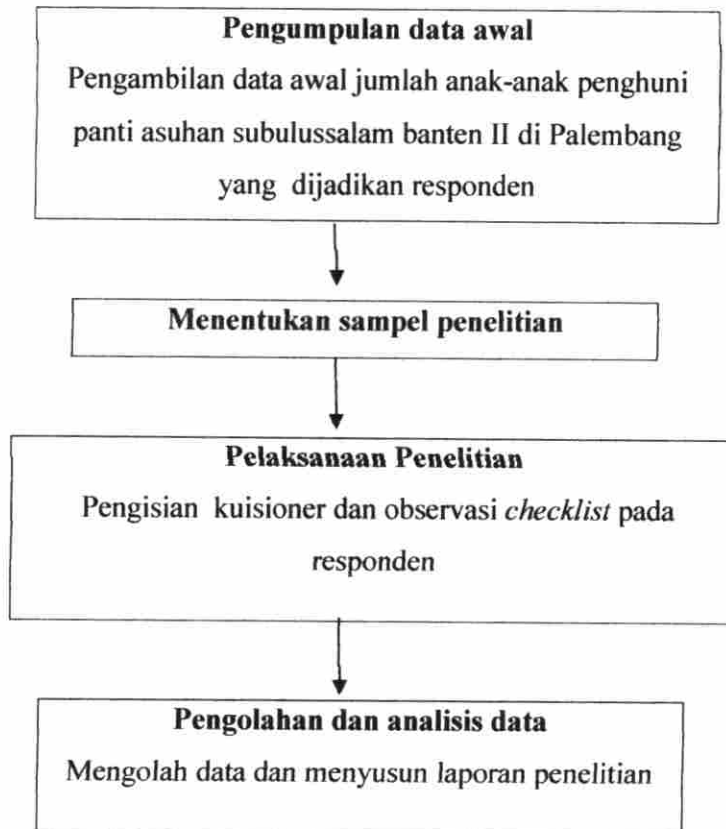 Pengumpulan data awal
Pengambilan data awal jumlah anak-anak penghuni
panti asuhan subulussalam banten II di Palembang
yang dijadikan responden
Menentukan sampel penelitian
Pelaksanaan Penelitian
Pengisian kuisioner dan observasi checklist pada
responden
Pengolahan dan analisis data
Mengolah data dan menyusun laporan penelitian